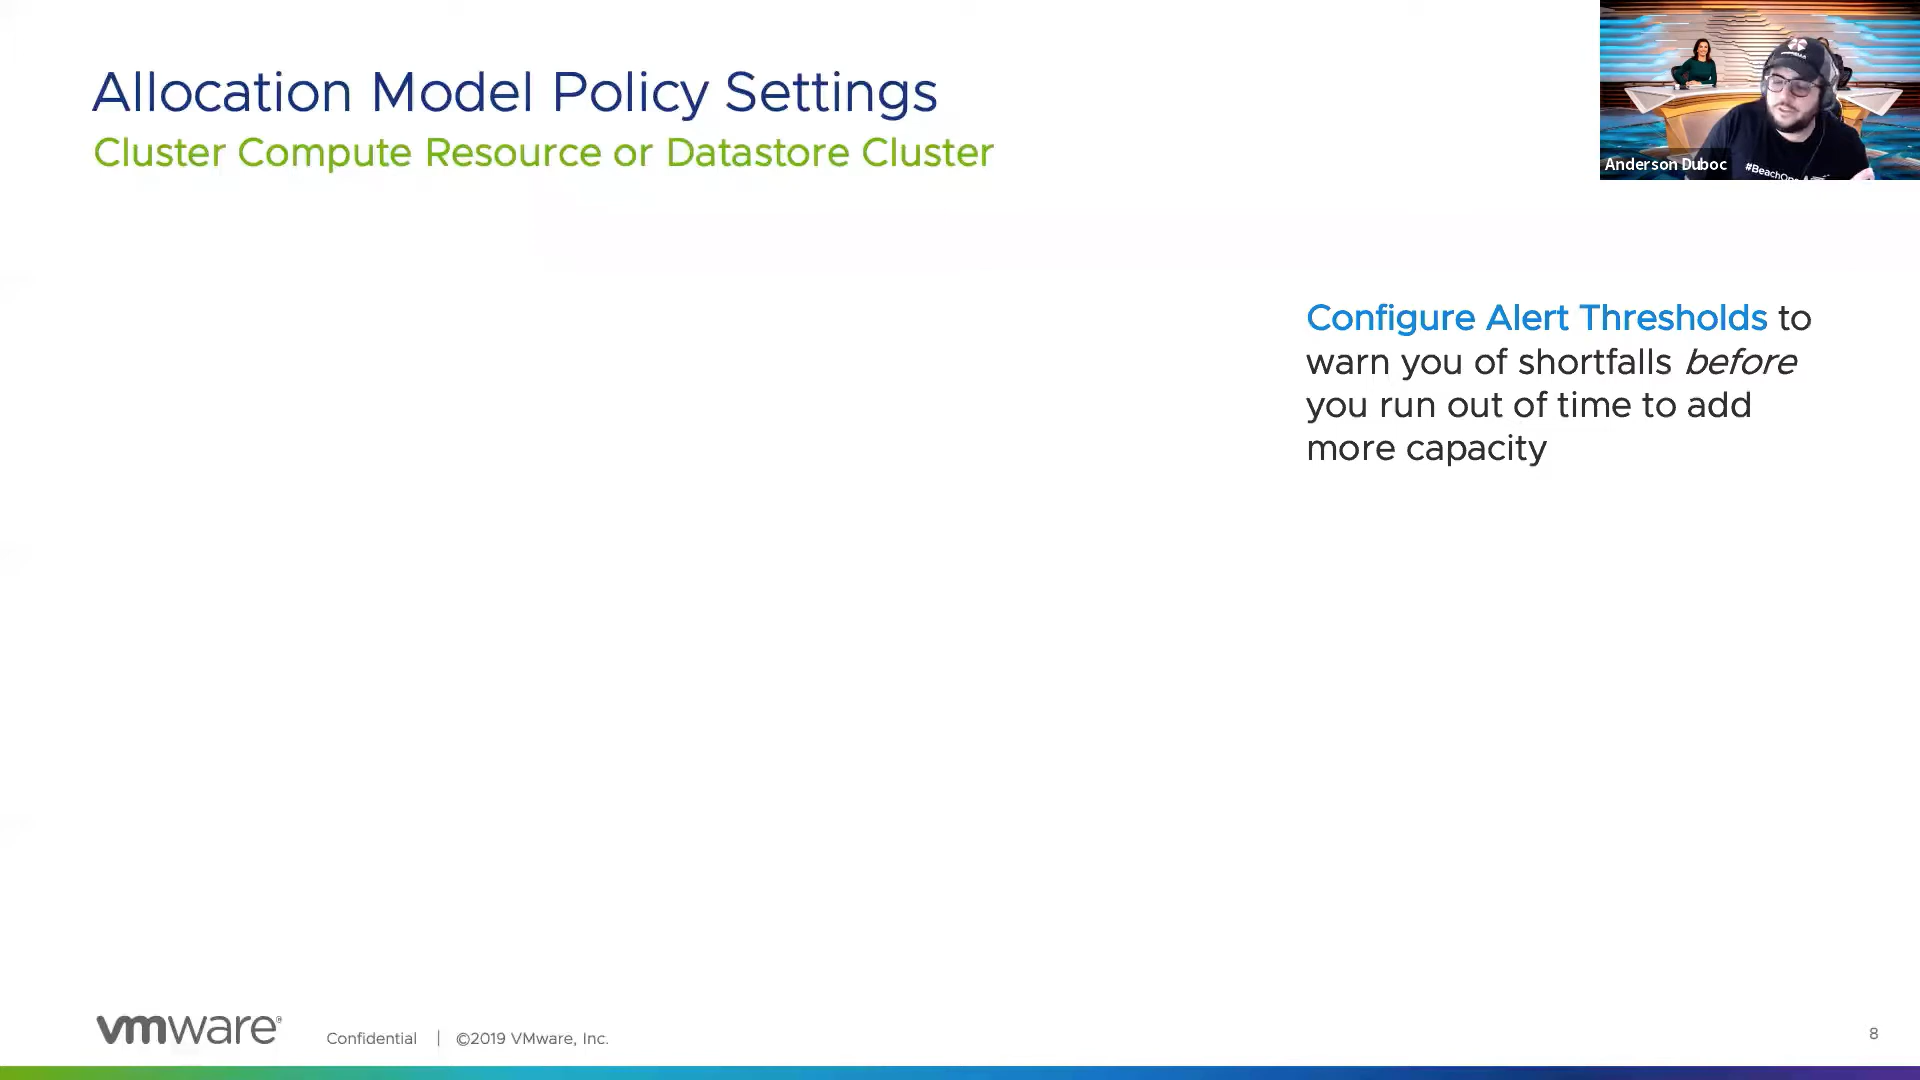 Allocation Model Policy Settings
Cluster Compute Resource or Datastore Cluster
Anderson Duboc
Configure Alert Thresholds to
warn you of shortfalls before
you run out of time to add
more capacity
vmware®
Confidential | ©2019 VMware, Inc.
8